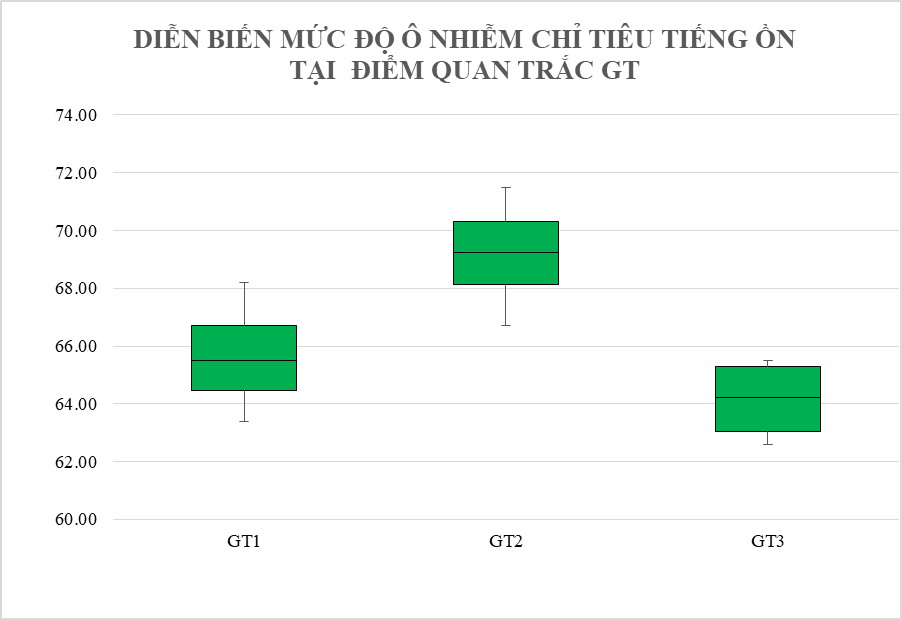 DIỄN BIẾN MỨC ĐỘ Ô NHIỄM CHỈ TIÊU TIẾNG ỒN
TẠI  ĐIỂM QUAN TRẮC GT
74.00
72.00
70.00
68.00
66.00
64.00
62.00
60.00
GT1 GT2 GT3